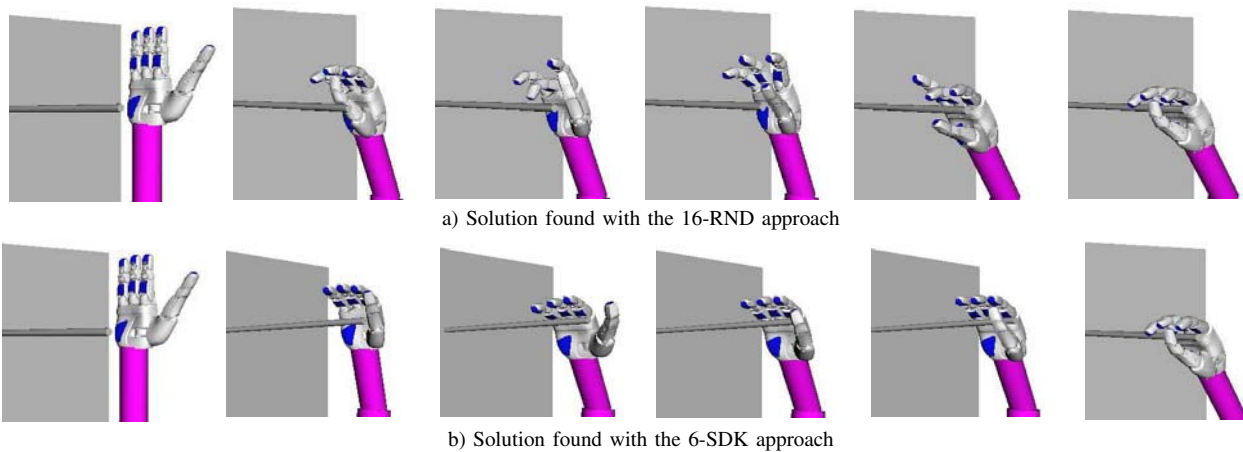 a) Solution found with the 16-RND approach
b) Solution found with the 6-SDK approach